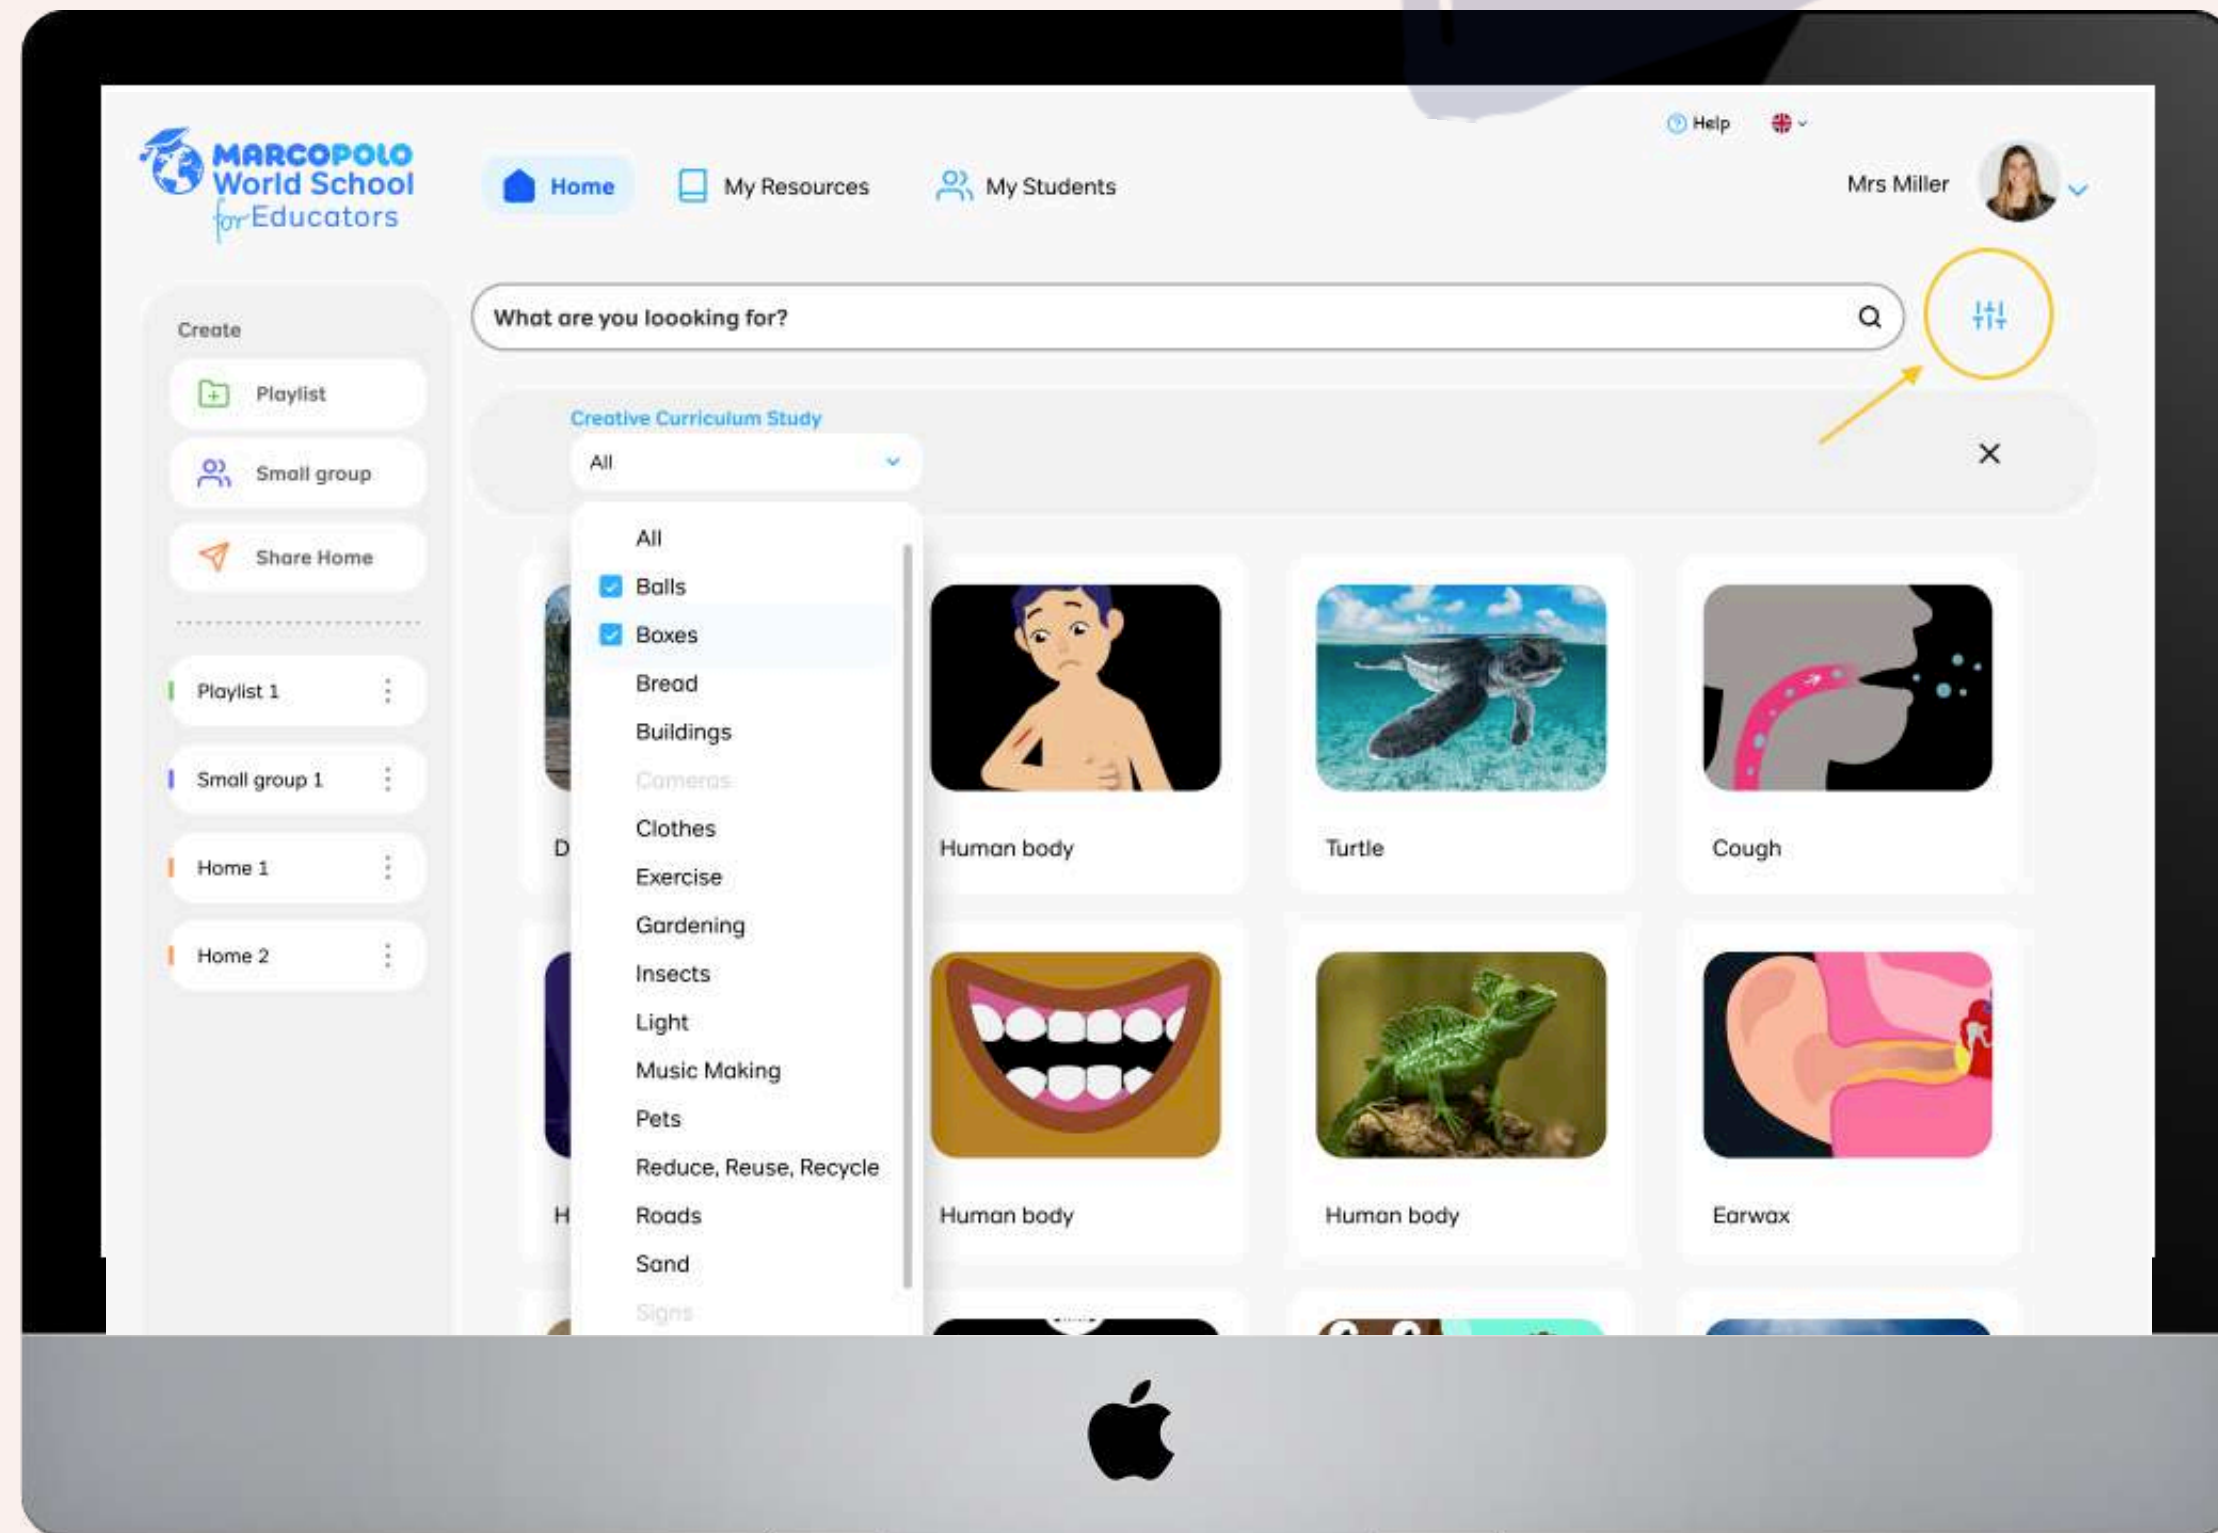 MARCOPOLO
World School
for Educators
Home
My Resources
My Students
Help
Mrs Miller
What are you loooking for?
Create
Playlist
Small group
Share Home
Playlist 1
Small group 1
Home 1
Home 2
Creative Curriculum Study
All
All
Balls
Boxes
Bread
Buildings
Cameras
Clothes
Exercise
Gardening
Insects
Light
Music Making
Pets
Reduce, Reuse, Recycle
Roads
Sand
Signs
D
Human body
Turtle
Cough
H
Human body
Human body
Earwax